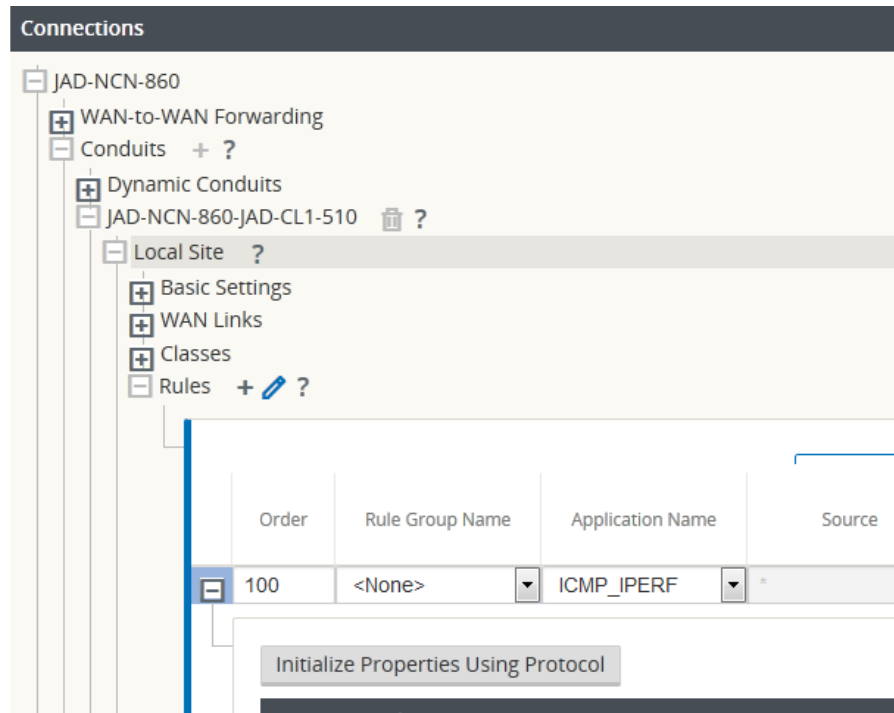 Connections
JAD-NCN-860
WAN-to-WAN Forwarding
Conduits + ?
Dynamic Conduits
JAD-NCN-860-JAD-CL1-510 ?
Local Site ?
Basic Settings
WAN Links
Classes
Rules + ?
Order Rule Group Name Application Name Source
100 <None> ICMP_IPERF *
Initialize Properties Using Protocol